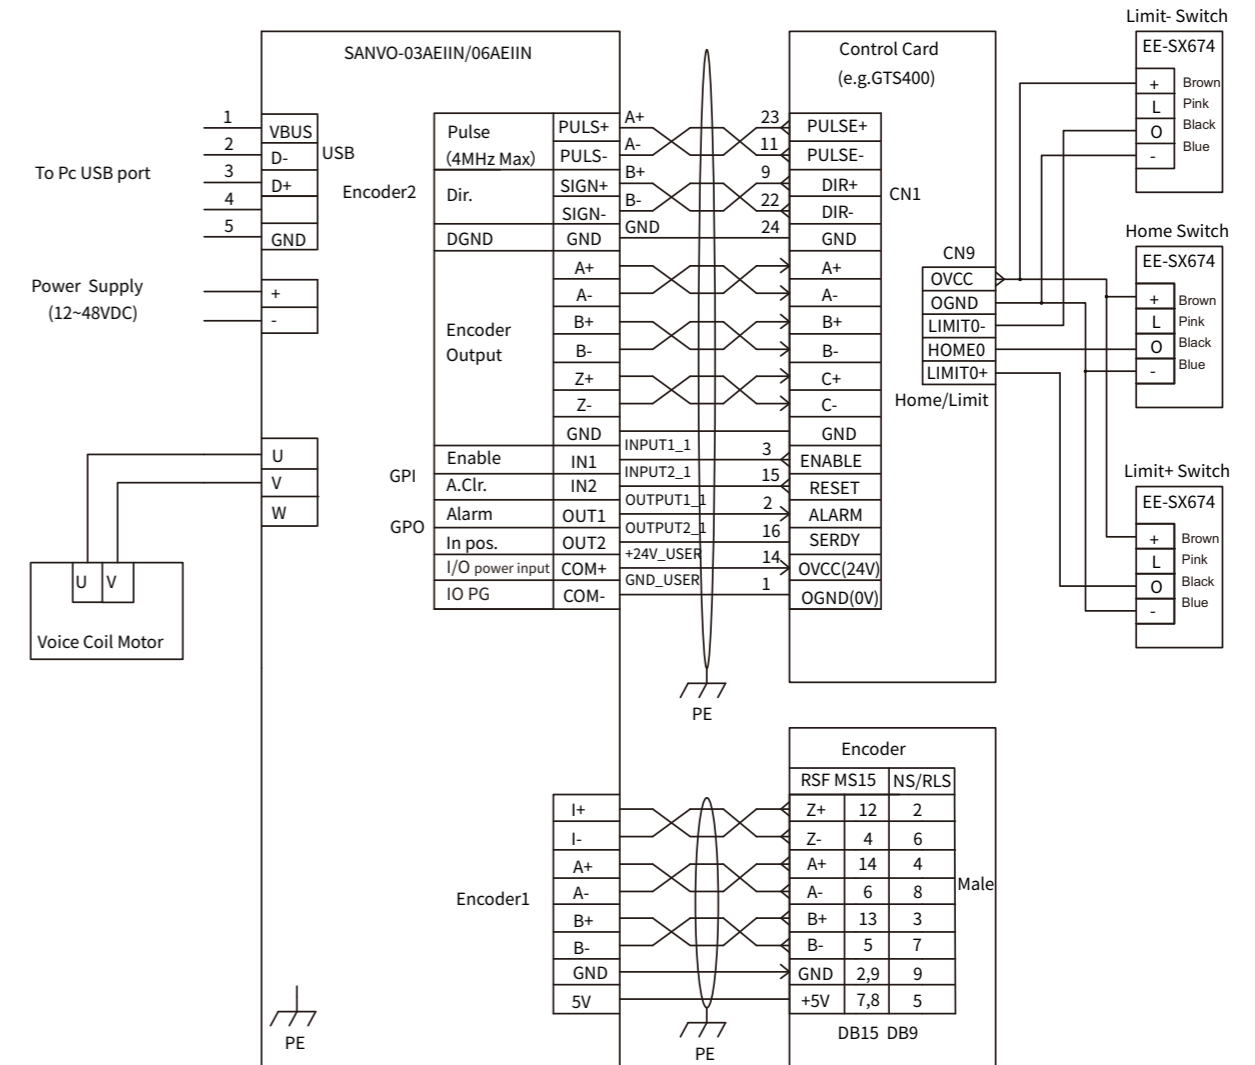 SANVO-03AEIIN/06AEIIN
To Pc USB port
1
2
3
4
5
VBUS
D-
D+
GND
USB
Power Supply
(12~48VDC)
+
-
U
V
W
U V
Voice Coil Motor
PE
Encoder2
GPI
GPO
Pulse
(4MHz Max)
PULS+
PULS-
Dir.
SIGN+
SIGN-
DGND GND
Encoder
Output
A+
A-
B+
B-
Z+
Z-
GND
Enable IN1
A.Clr. IN2
Alarm OUT1
In pos. OUT2
I/O power input COM+
IO PG COM-
A+ 23
A- 11
B+ 9
B- 22
GND 24
INPUT1_1 3
INPUT2_1 15
OUTPUT1_1 2
OUTPUT2_1 16
+24V_USER 14
GND_USER 1
PE
Control Card
(e.g.GTS400)
PULSE+
PULSE-
DIR+
DIR-
GND
A+
A-
B+
B-
C+
C-
GND
ENABLE
RESET
ALARM
SERDY
OVCC(24V)
OGND(0V)
CN1
CN9
OVCC
OGND
LIMIT0-
HOME0
LIMIT0+
Home/Limit
Limit- Switch
EE-SX674
+ Brown
L Pink
O Black
- Blue
Home Switch
EE-SX674
+ Brown
L Pink
O Black
- Blue
Limit+ Switch
EE-SX674
+ Brown
L Pink
O Black
- Blue
Encoder1
I+
I-
A+
A-
B+
B-
GND
5V
PE
Encoder
RSF MS15 NS/RLS
Z+ 12 2
Z- 4 6
A+ 14 4
A- 6 8
B+ 13 3
B- 5 7
GND 2,9 9
+5V 7,8 5
Male
DB15 DB9